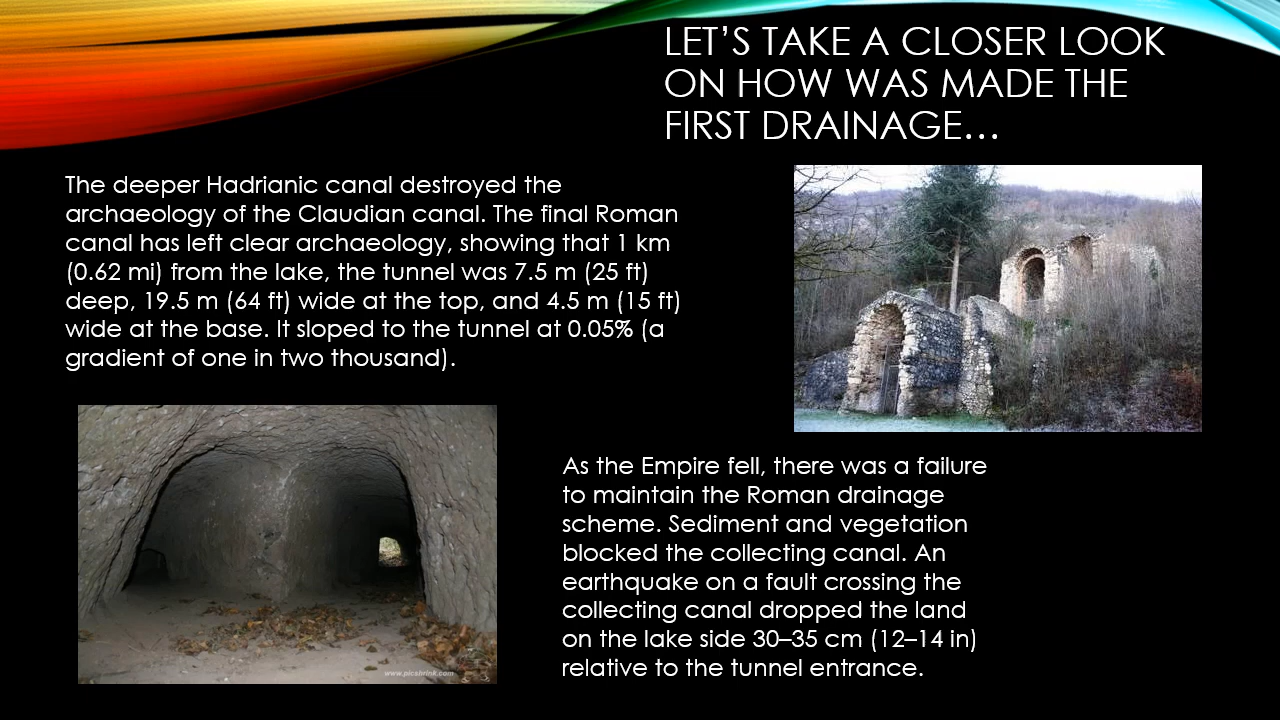 LET’S TAKE A CLOSER LOOK
ON HOW WAS MADE THE
FIRST DRAINAGE…
The deeper Hadrianic canal destroyed the
archaeology of the Claudian canal. The final Roman
canal has left clear archaeology, showing that 1 km
(0.62 mi) from the lake, the tunnel was 7.5 m (25 ft)
deep, 19.5 m (64 ft) wide at the top, and 4.5 m (15 ft)
wide at the base. It sloped to the tunnel at 0.05% (a
gradient of one in two thousand).
As the Empire fell, there was a failure
to maintain the Roman drainage
scheme. Sediment and vegetation
blocked the collecting canal. An
earthquake on a fault crossing the
collecting canal dropped the land
on the lake side 30–35 cm (12–14 in)
relative to the tunnel entrance.